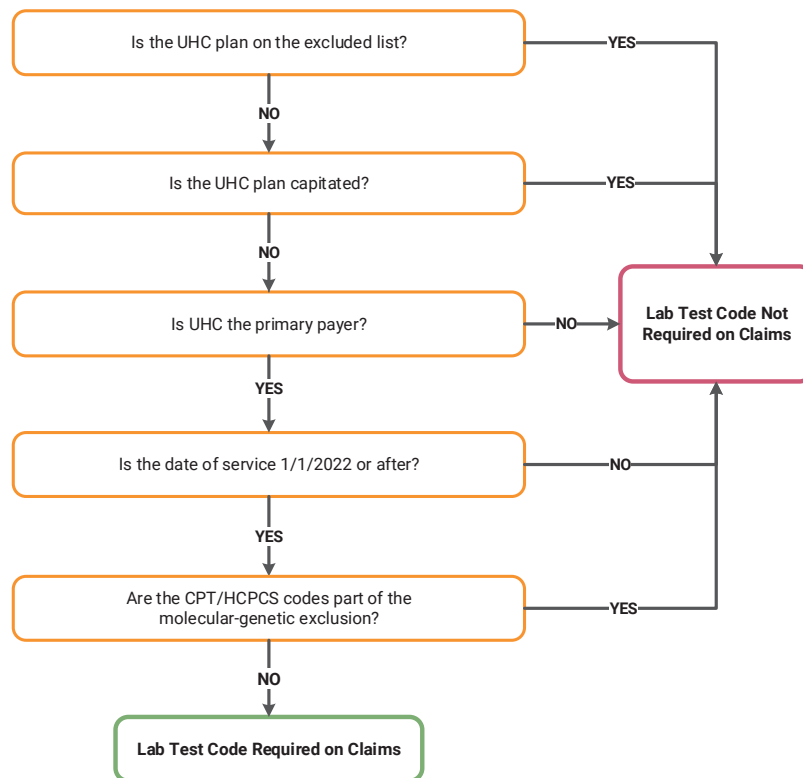 Is the UHC plan on the excluded list?
YES
NO
Is the UHC plan capitated?
YES
NO
Lab Test Code Not
Required on Claims
Is UHC the primary payer?
NO
YES
Is the date of service 1/1/2022 or after?
NO
YES
Are the CPT/HCPCS codes part of the
molecular-genetic exclusion?
YES
NO
Lab Test Code Required on Claims